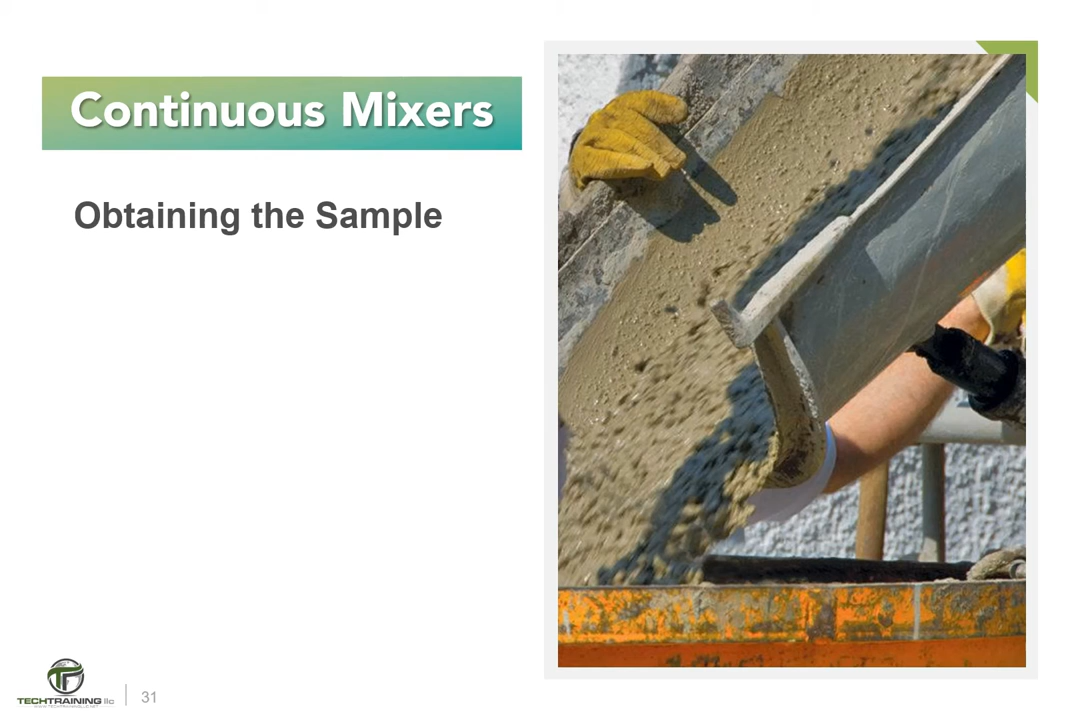 Continuous Mixers
Obtaining the Sample
TECHTRAINING llc
31